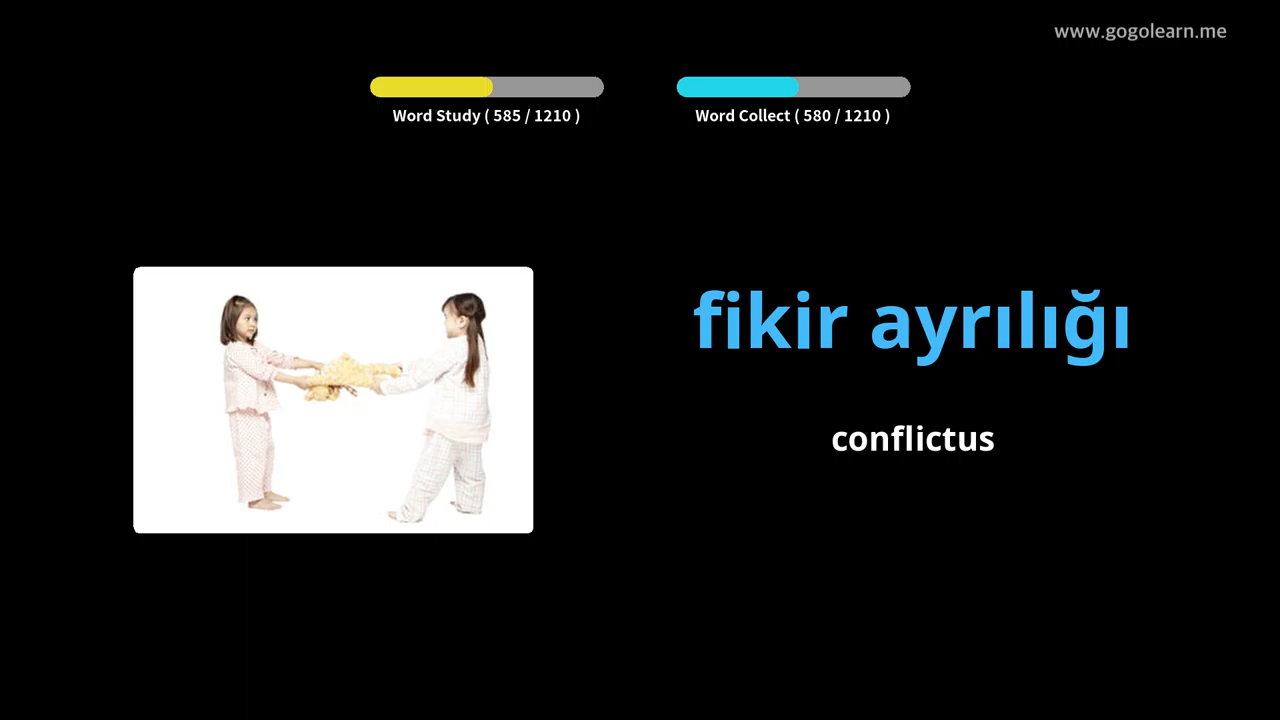 www.gogolearn.me
Word Study ( 585 / 1210 )
Word Collect ( 580 / 1210 )
fikir ayrılığı
conflictus